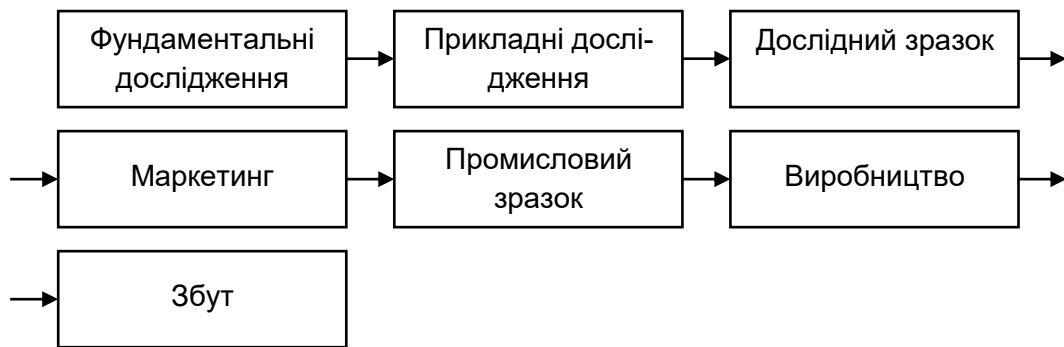 Фундаментальні
дослідження
Прикладні дослі-
дження
Дослідний зразок
Маркетинг
Промисловий
зразок
Виробництво
Збут